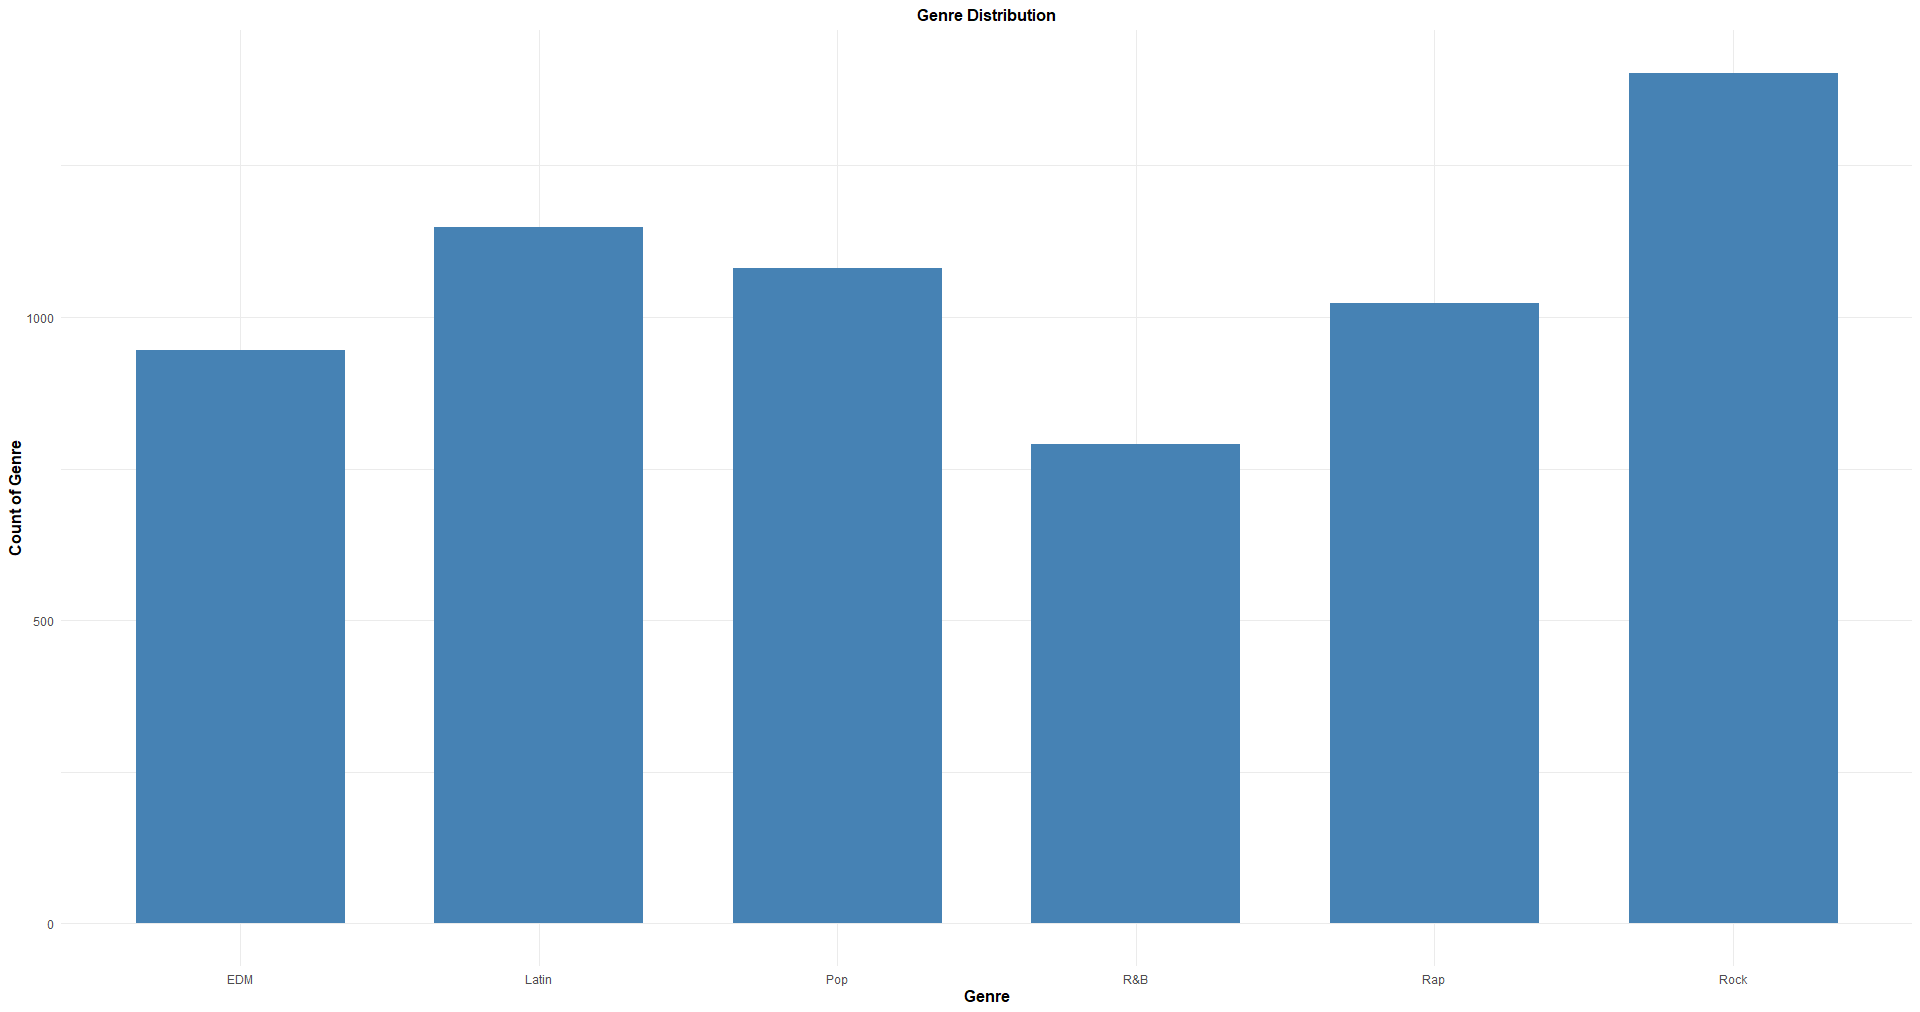 Genre Distribution
Count of Genre
1000
500
0
EDM Latin Pop R&B Rap Rock
Genre